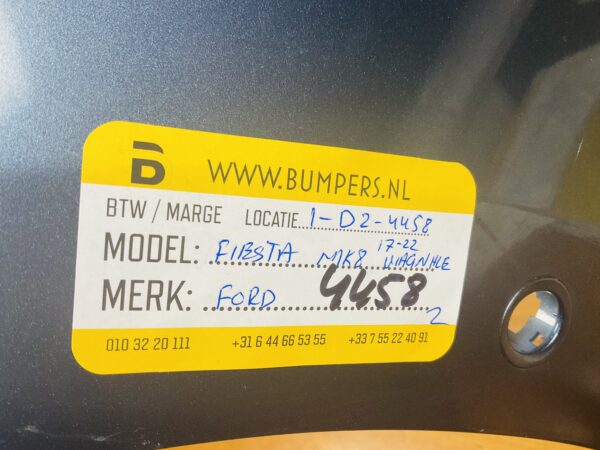 B
WWW.BUMPERS.NL
BTW / MARGE LOCATIE 1-D2-4458
MODEL: FIESTA MK8 17-22
MERK: FORD 4458
2
010 32 20 111 +31 6 44 66 53 55 +33 7 55 22 40 91